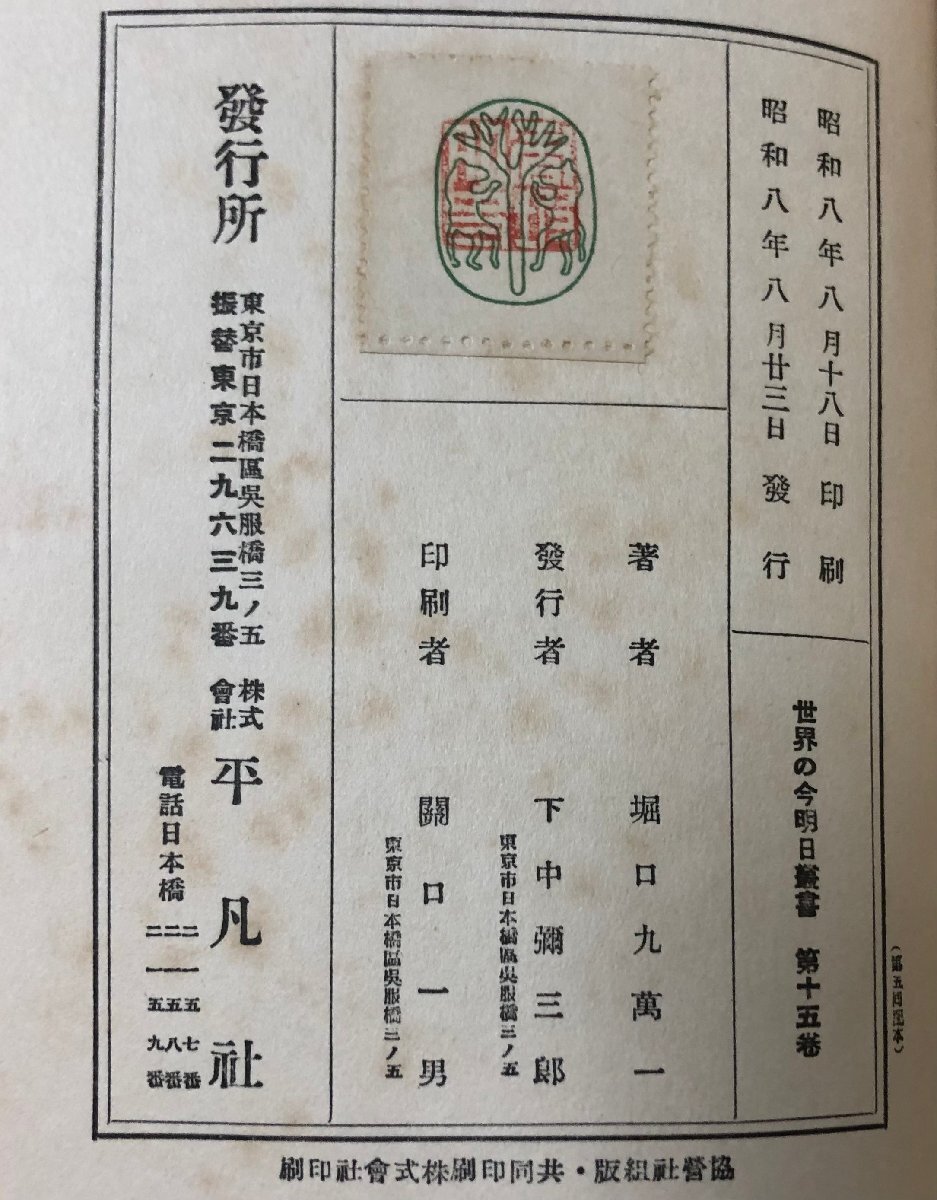 昭和八年八月十八日印刷
昭和八年八月廿三日發行
世界の今明日叢書 第十五卷
(第五回配本)
著者 堀口九萬一
發行者 下中彌三郎
東京市日本橋區吳服橋三ノ五
印刷者 關口一男
東京市日本橋區吳服橋三ノ五
發行所
東京市日本橋區吳服橋三ノ五
振替東京二九六三九番
株式會社 平凡社
電話日本橋
二一五七番
二一五八番
二一五九番
協營社組版・共同印刷株式會社印刷